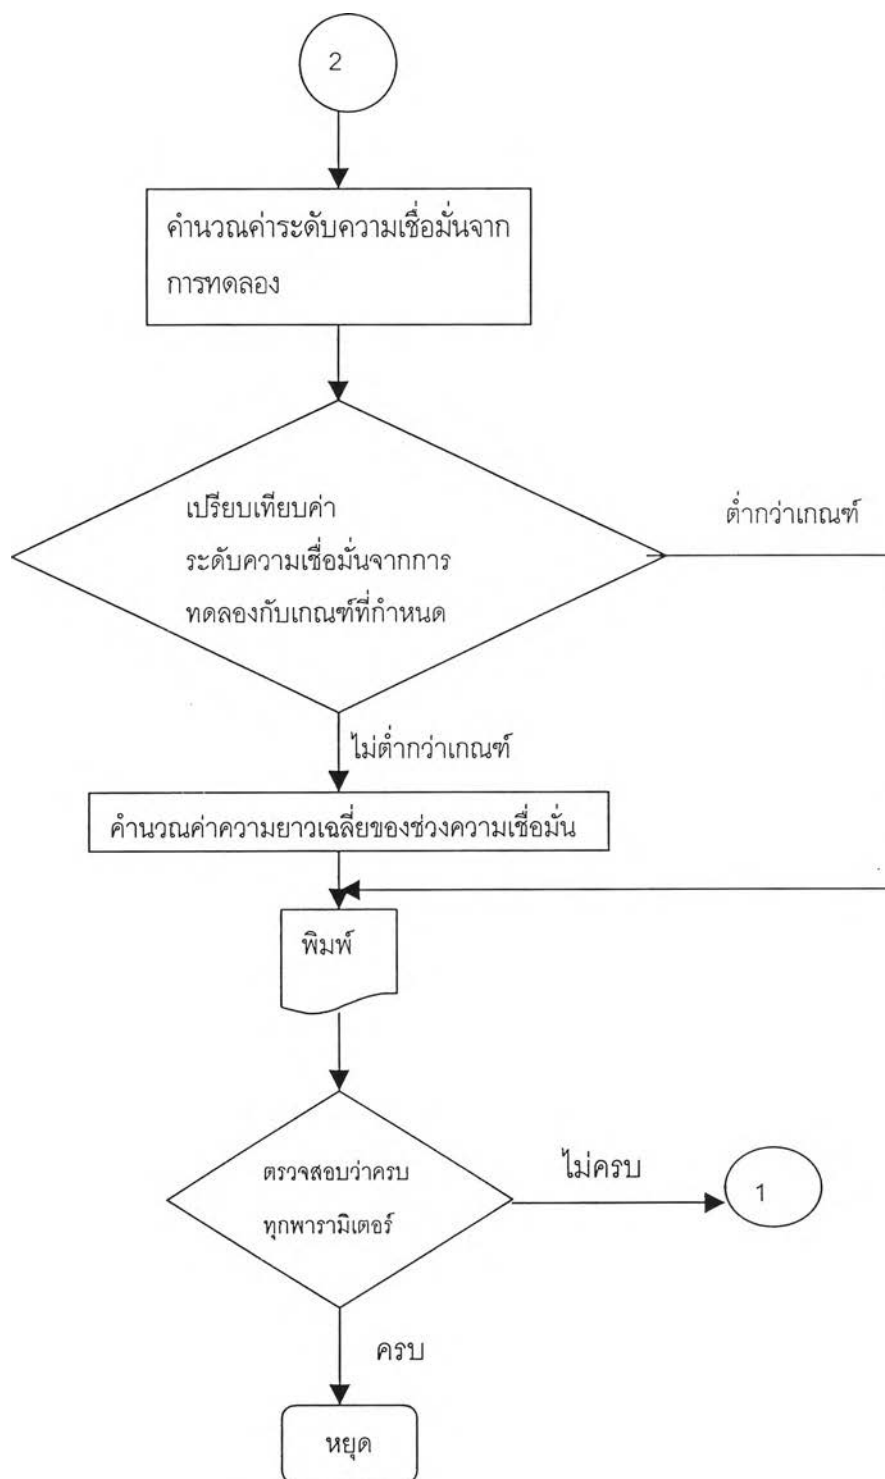 2
คำนวณค่าระดับความเชื่อมั่นจาก
การทดลอง
เปรียบเทียบค่า
ระดับความเชื่อมั่นจากการ
ทดลองกับเกณฑ์ที่กำหนด
ต่ำกว่าเกณฑ์
ไม่ต่ำกว่าเกณฑ์
คำนวณค่าความยาวเฉลี่ยของช่วงความเชื่อมั่น
พิมพ์
ตรวจสอบว่าครบ
ทุกพารามิเตอร์
ไม่ครบ
1
ครบ
หยุด